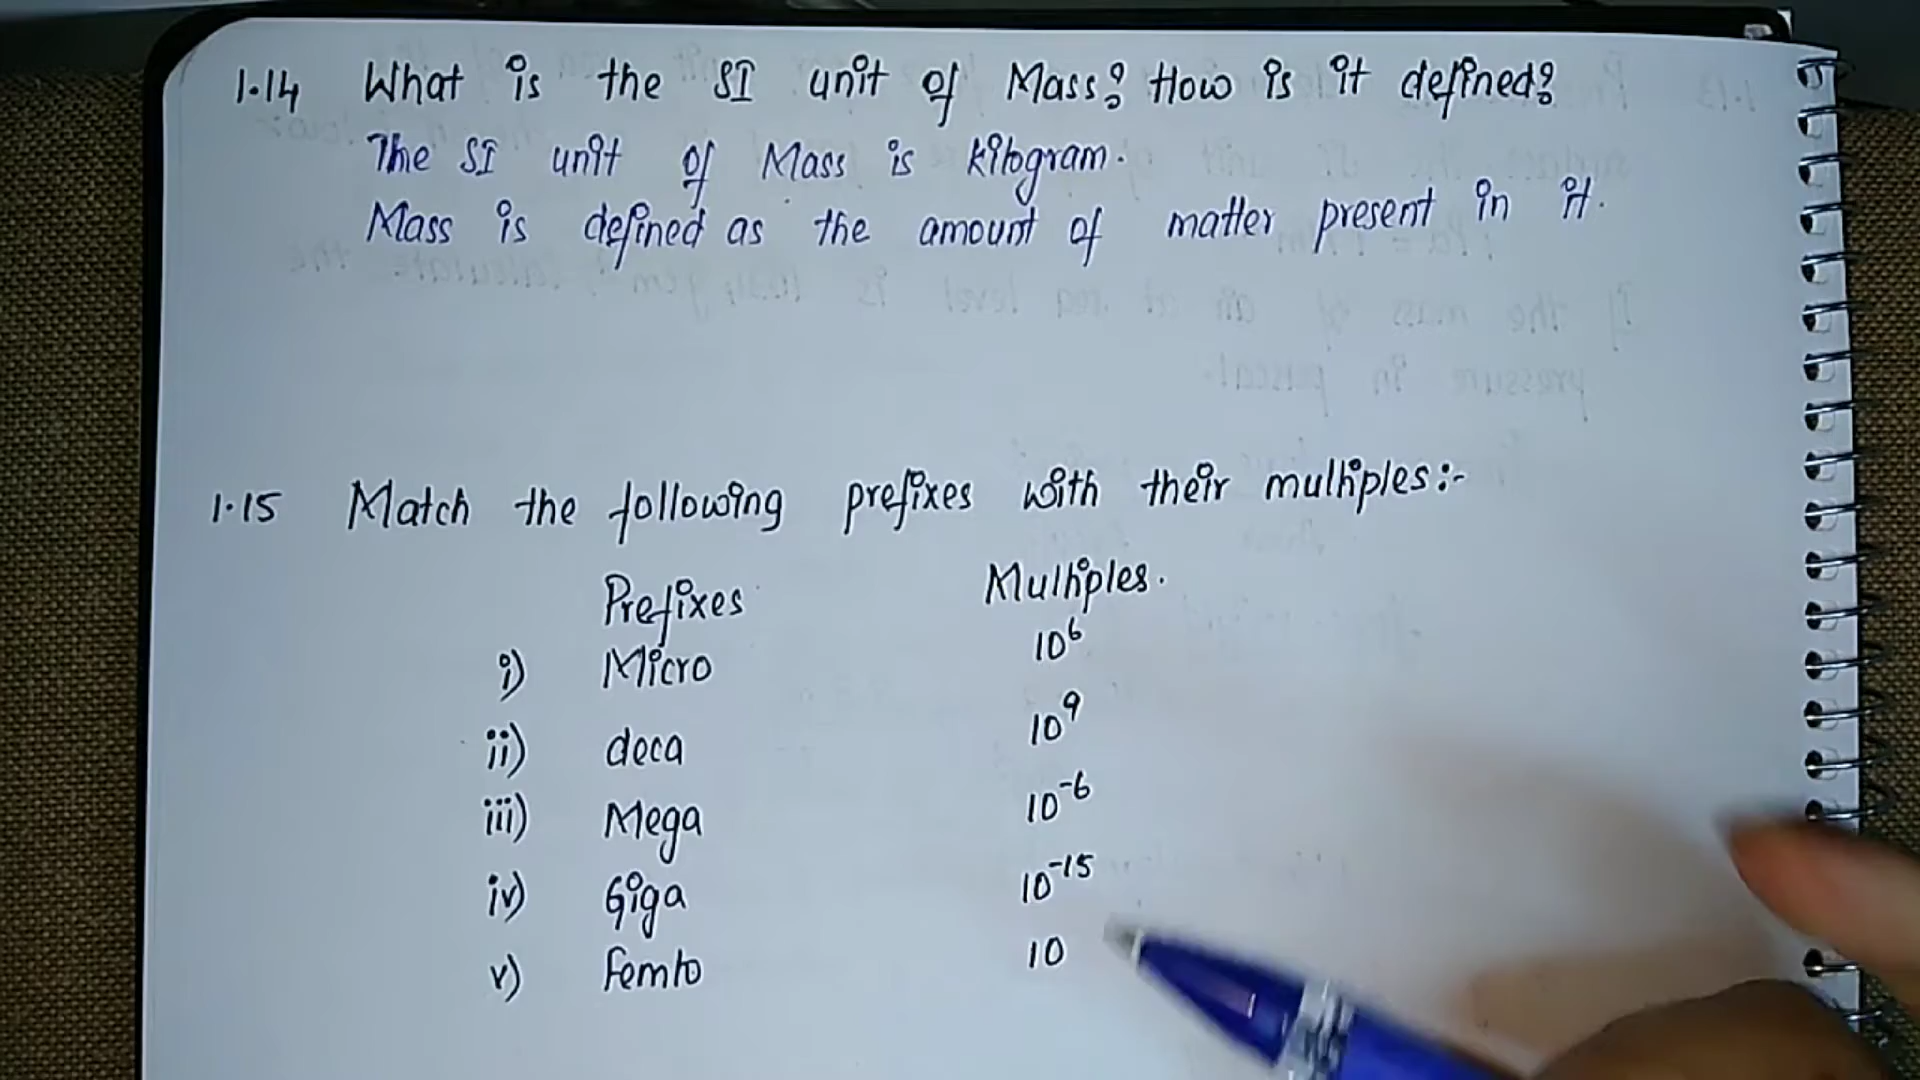 1.14 What is the SI unit of Mass? How is it defined?
The SI unit of Mass is kilogram.
Mass is defined as the amount of matter present in it.
1.15 Match the following prefixes with their multiples:-
Prefixes Multiples.
i) Micro 10⁶
ii) deca 10⁹
iii) Mega 10⁻⁶
iv) Giga 10⁻¹⁵
v) femto 10